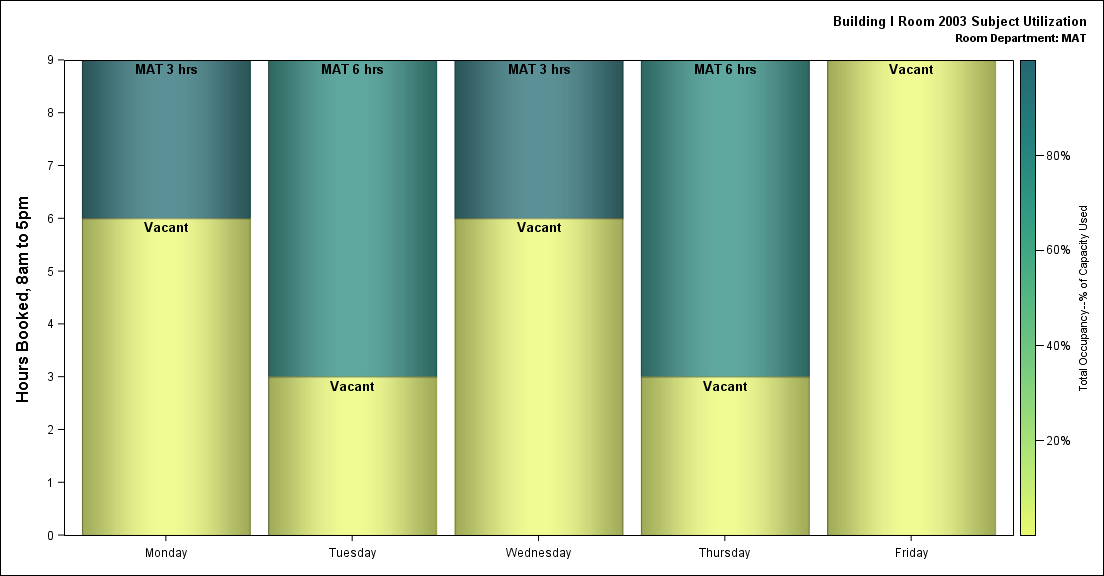 Building I Room 2003 Subject Utilization
Room Department: MAT
Hours Booked, 8am to 5pm
9
8
7
6
5
4
3
2
1
0
MAT 3 hrs
Vacant
MAT 6 hrs
Vacant
MAT 3 hrs
Vacant
MAT 6 hrs
Vacant
Vacant
Monday
Tuesday
Wednesday
Thursday
Friday
80%
60%
40%
20%
Total Occupancy--% of Capacity Used